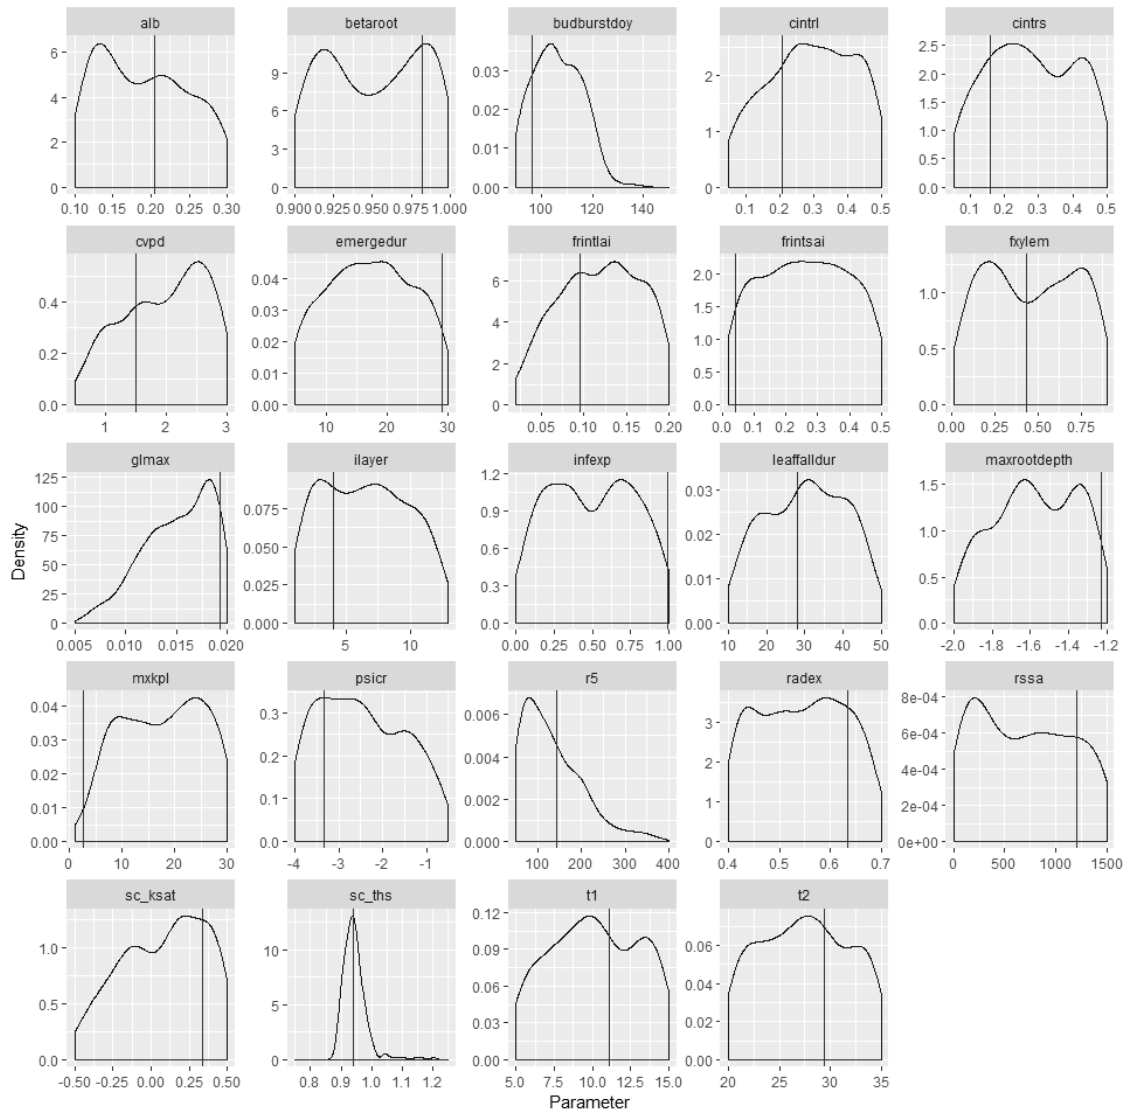 alb betaroot budburstdoy cintrl cintrs
6 4 2 0
9 6 3 0
0.03 0.02 0.01 0.00
2 1 0
2.5 2.0 1.5 1.0 0.5 0.0
0.10 0.15 0.20 0.25 0.30
0.900 0.925 0.950 0.975 1.000
100 120 140
0.1 0.2 0.3 0.4 0.5
0.1 0.2 0.3 0.4 0.5
cvpd emergedur frintlai frintsai fxylem
0.4 0.2 0.0
0.04 0.03 0.02 0.01 0.00
6 4 2 0
2.0 1.5 1.0 0.5 0.0
1.0 0.5 0.0
1 2 3
10 20 30
0.05 0.10 0.15 0.20
0.0 0.1 0.2 0.3 0.4 0.5
0.00 0.25 0.50 0.75
glmax ilayer infexp leaffalldur maxrootdepth
125 100 75 50 25 0
0.075 0.050 0.025 0.000
1.2 0.9 0.6 0.3 0.0
0.03 0.02 0.01 0.00
1.5 1.0 0.5 0.0
0.005 0.010 0.015 0.020
5 10
0.00 0.25 0.50 0.75 1.00
10 20 30 40 50
-2.0 -1.8 -1.6 -1.4 -1.2
Density
mxkpl psicr r5 radex rssa
0.04 0.03 0.02 0.01 0.00
0.3 0.2 0.1 0.0
0.006 0.004 0.002 0.000
3 2 1 0
8e-04 6e-04 4e-04 2e-04 0e+00
0 10 20 30
-4 -3 -2 -1
100 200 300 400
0.4 0.5 0.6 0.7
0 500 1000 1500
sc_ksat sc_ths t1 t2
1.0 0.5 0.0
10 5 0
0.12 0.09 0.06 0.03 0.00
0.06 0.04 0.02 0.00
-0.50 -0.25 0.00 0.25 0.50
0.8 0.9 1.0 1.1 1.2
5.0 7.5 10.0 12.5 15.0
20 25 30 35
Parameter